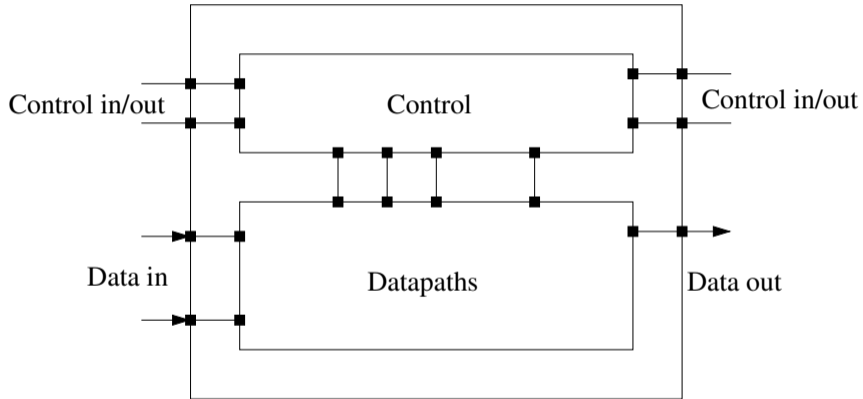 Control in/out
Control
Control in/out
Data in
Datapaths
Data out